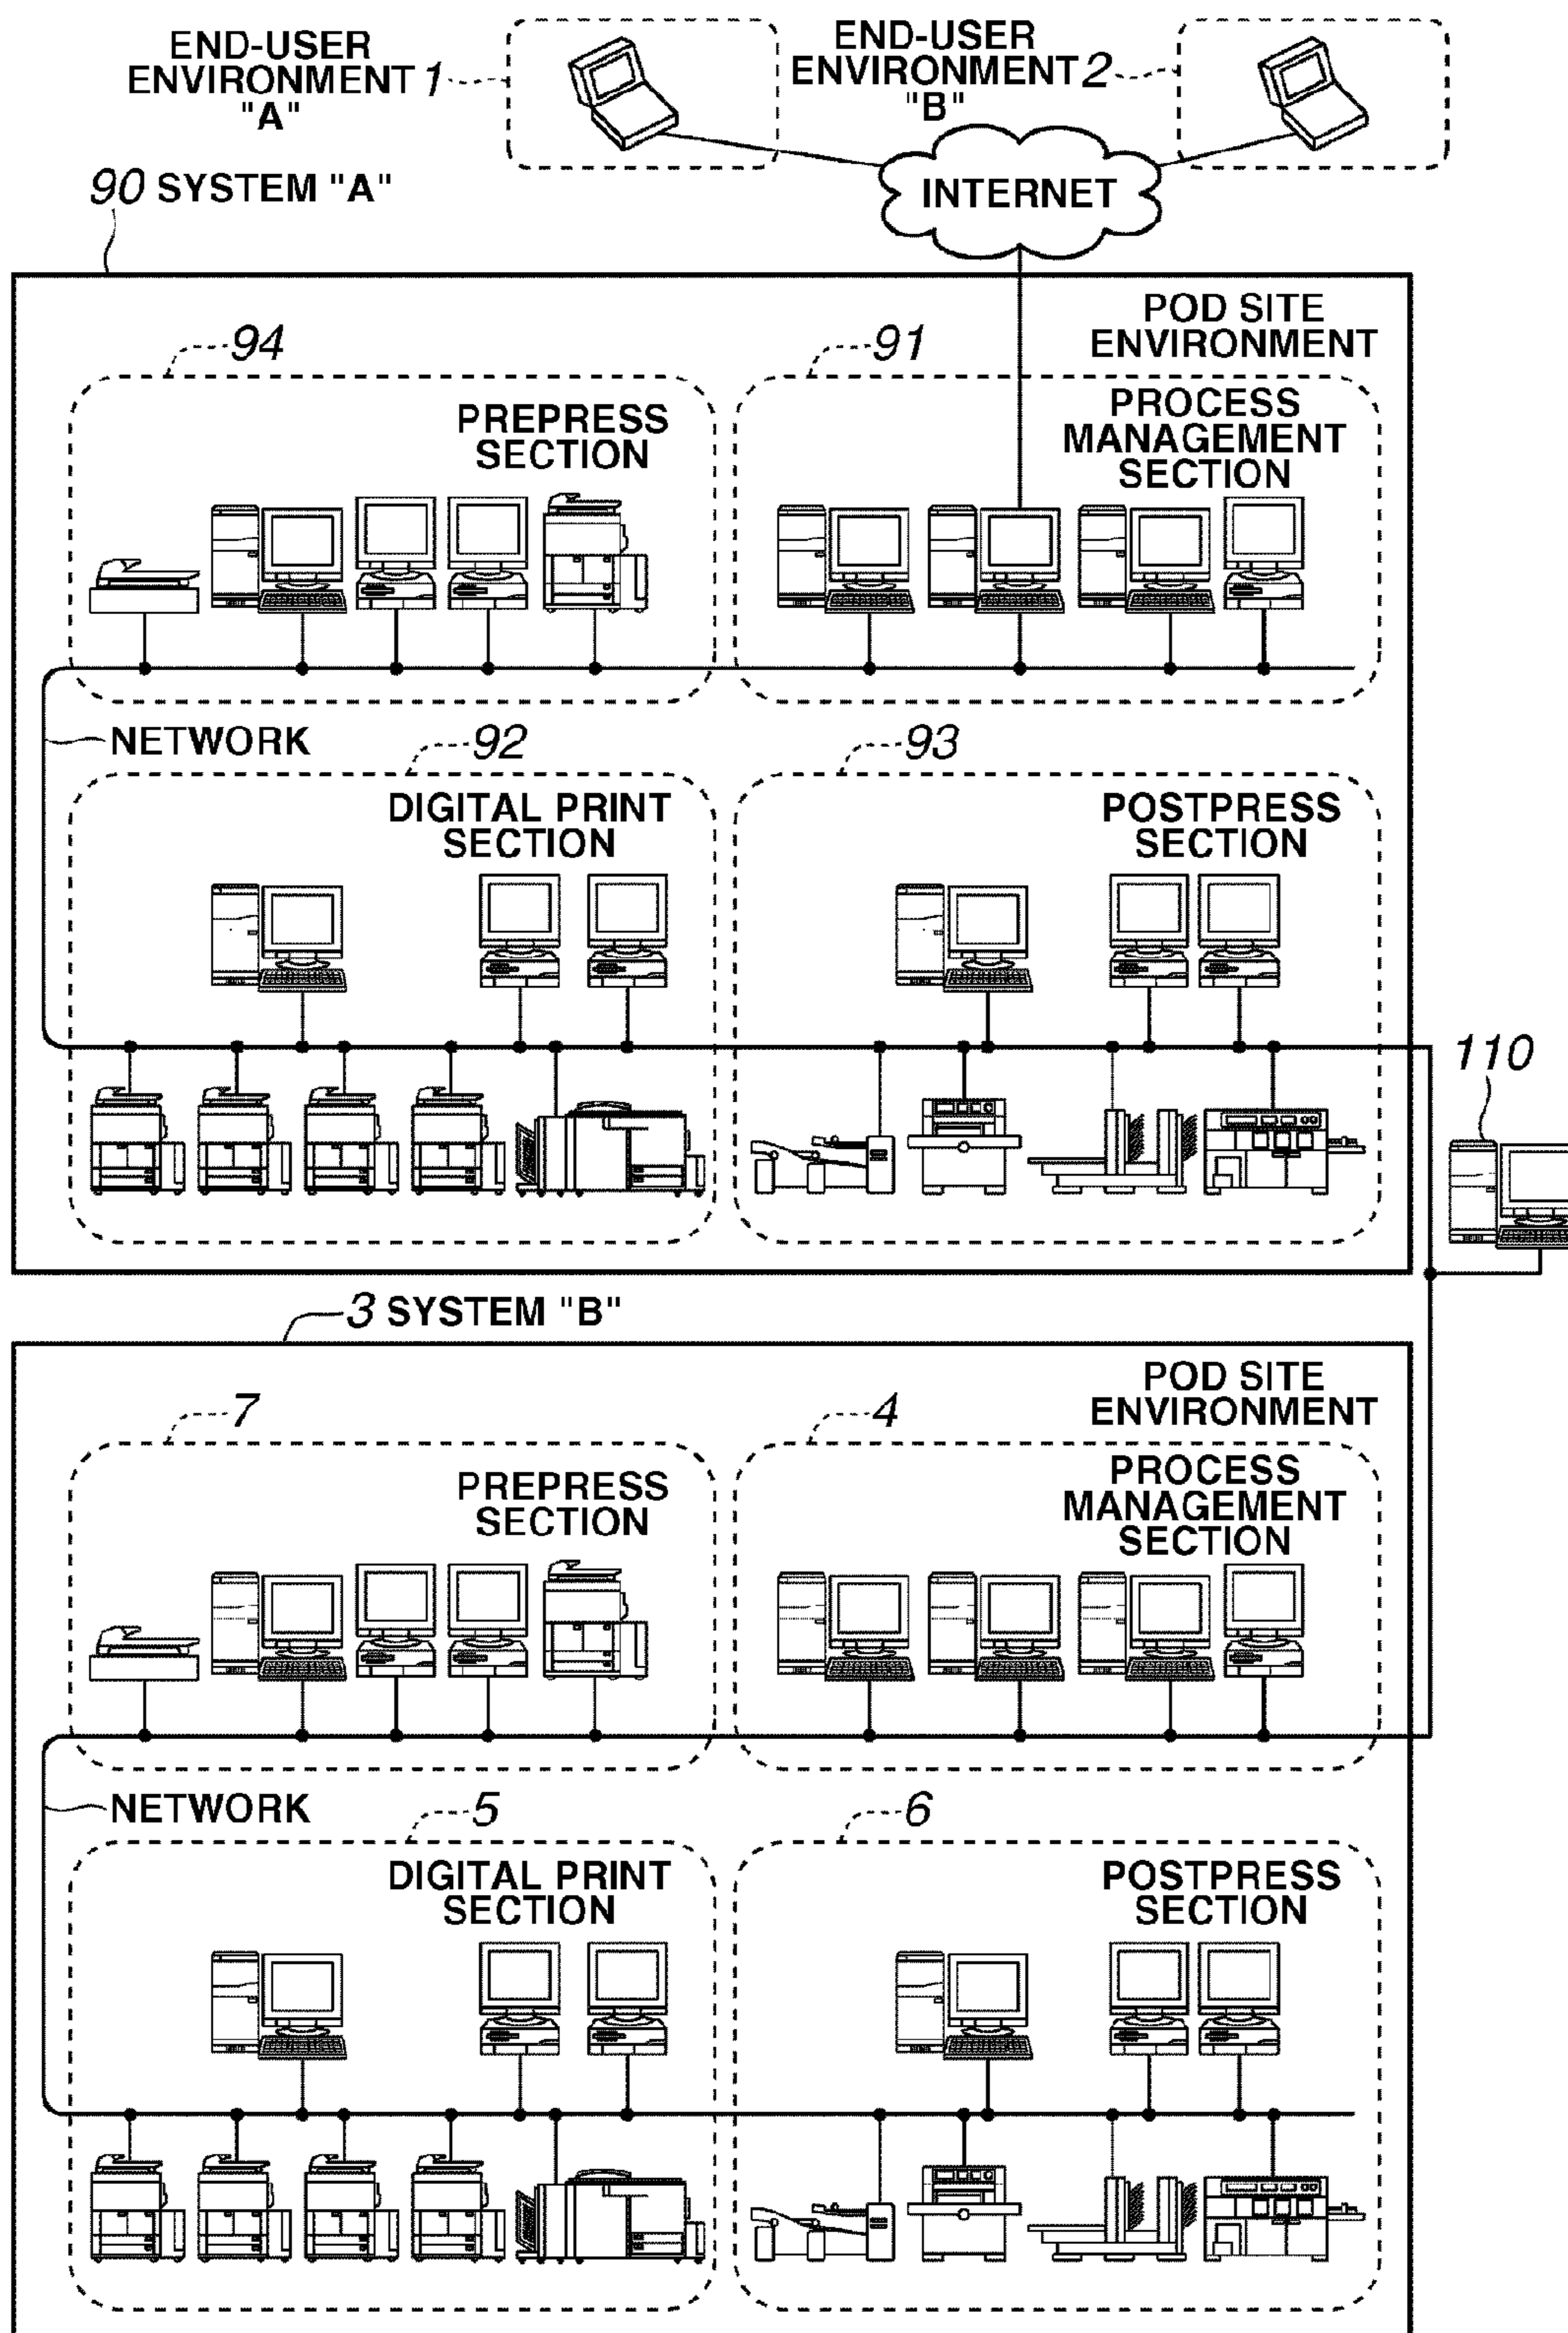 END-USER
ENVIRONMENT 1
"A"
END-USER
ENVIRONMENT 2
"B"
INTERNET
90 SYSTEM "A"
POD SITE
ENVIRONMENT
94
PREPRESS
SECTION
91
PROCESS
MANAGEMENT
SECTION
NETWORK
92
DIGITAL PRINT
SECTION
93
POSTPRESS
SECTION
110
3 SYSTEM "B"
POD SITE
ENVIRONMENT
7
PREPRESS
SECTION
4
PROCESS
MANAGEMENT
SECTION
NETWORK
5
DIGITAL PRINT
SECTION
6
POSTPRESS
SECTION